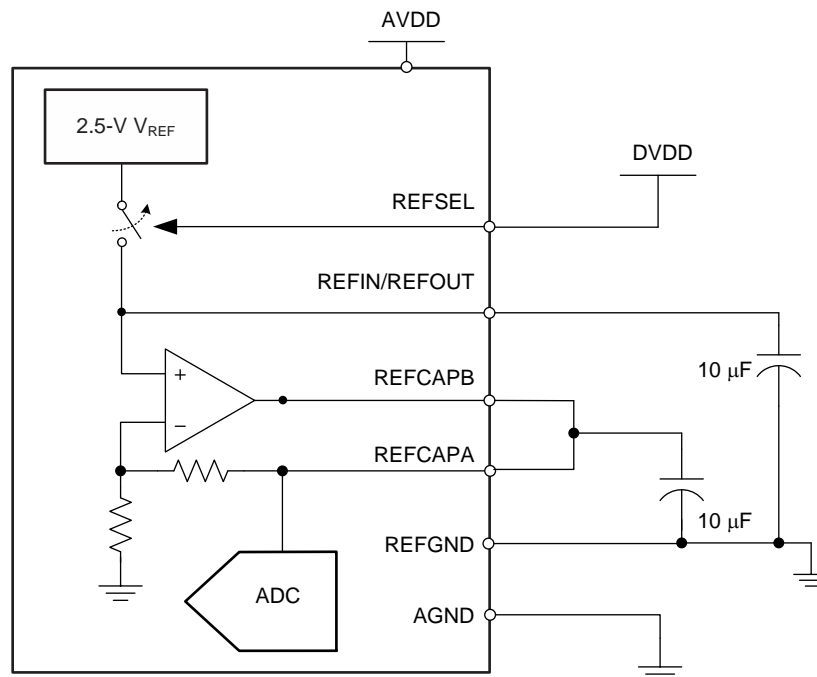 AVDD
2.5-V VREF
DVDD
REFSEL
REFIN/REFOUT
10 μF
+
REFCAPB
−
REFCAPA
10 μF
REFGND
ADC
AGND